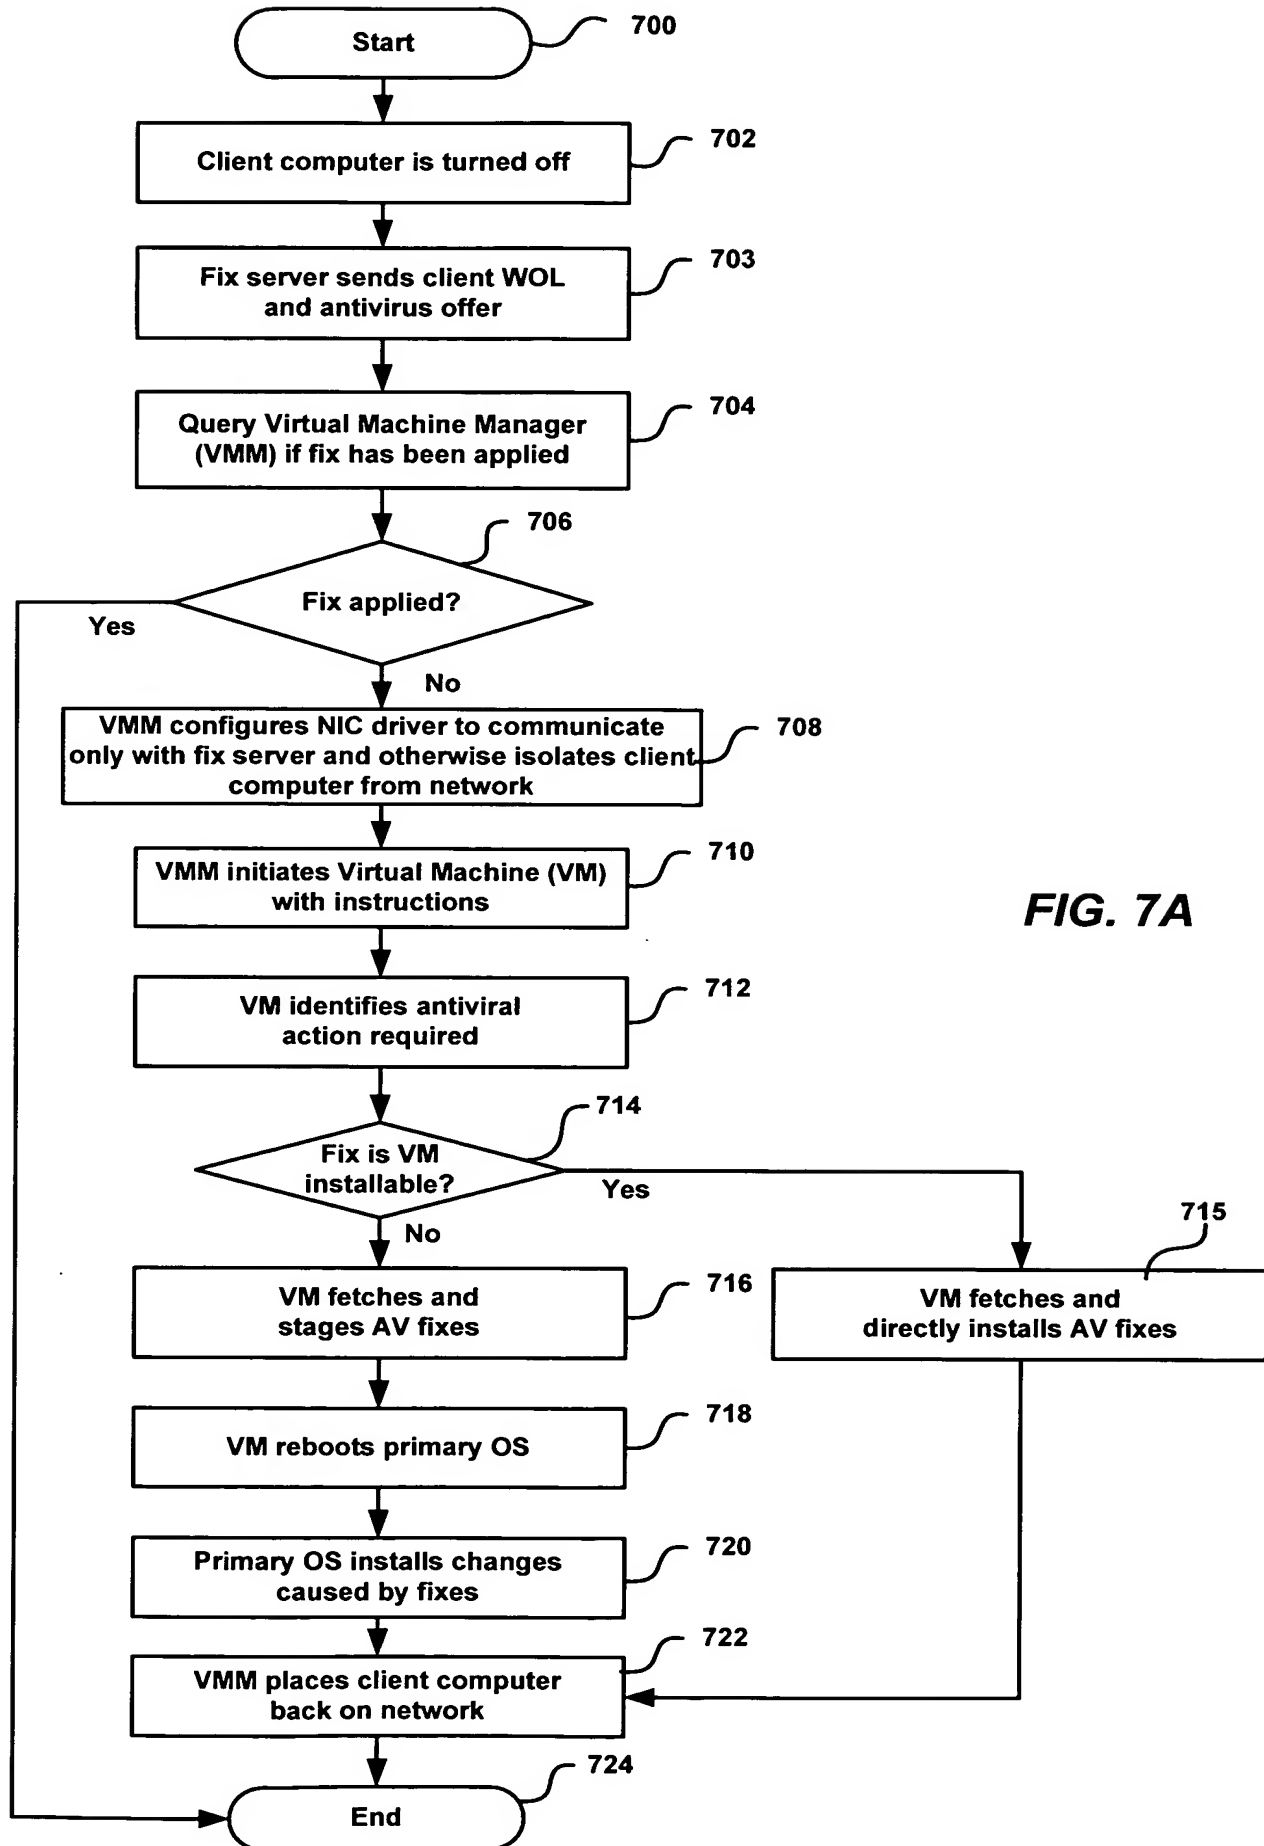 Start
700
Client computer is turned off
702
Fix server sends client WOL
and antivirus offer
703
Query Virtual Machine Manager
(VMM) if fix has been applied
704
706
Fix applied?
Yes
No
VMM configures NIC driver to communicate
only with fix server and otherwise isolates client
computer from network
708
VMM initiates Virtual Machine (VM)
with instructions
710
FIG. 7A
VM identifies antiviral
action required
712
714
Fix is VM
installable?
Yes
No
715
VM fetches and
stages AV fixes
716
VM fetches and
directly installs AV fixes
VM reboots primary OS
718
Primary OS installs changes
caused by fixes
720
VMM places client computer
back on network
722
724
End